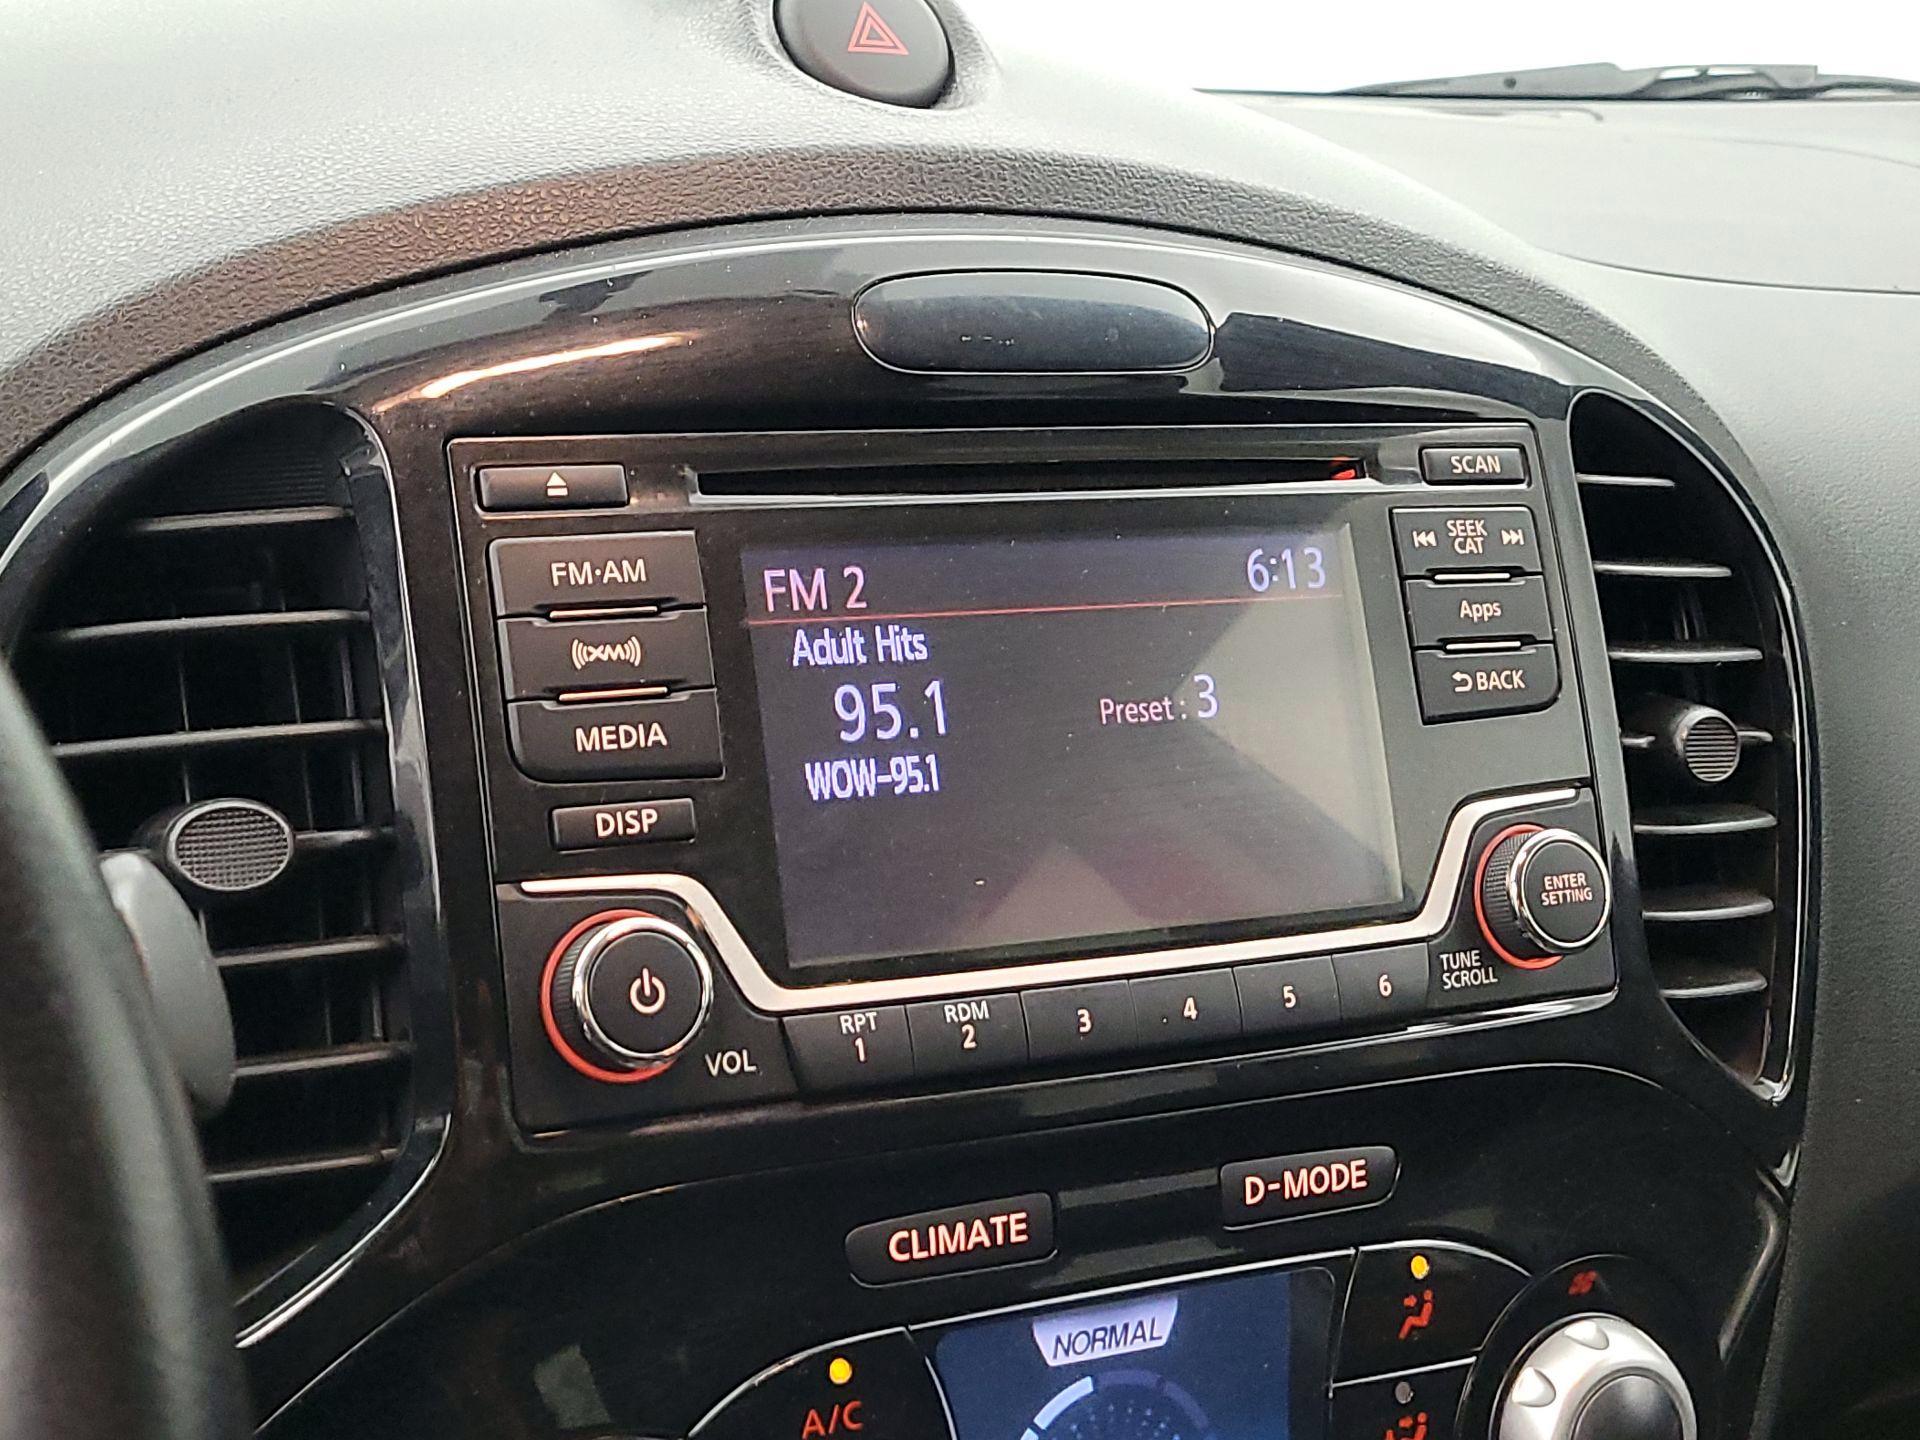 SCAN
FM·AM
SEEK
CAT
FM 2 6:13
Adult Hits
Apps
XM
95.1 Preset : 3
BACK
MEDIA
WOW-95.1
DISP
ENTER
SETTING
TUNE
SCROLL
VOL
RPT
1
RDM
2
3
4
5
6
D-MODE
CLIMATE
NORMAL
A/C